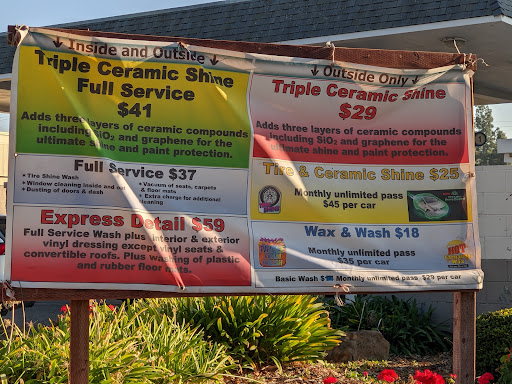 ↓ Inside and Outside ↓
Triple Ceramic Shine
Full Service
$41
Adds three layers of ceramic compounds
including SiO₂ and graphene for the
ultimate shine and paint protection.
Full Service $37
• Tire Shine Wash
• Window cleaning inside and out
• Dusting of doors & dash
• Vacuum of seats, carpets
& floor mats
• Extra charge for additional
cleaning
Express Detail $59
Full Service Wash plus interior & exterior
vinyl dressing except vinyl seats &
convertible roofs. Plus washing of plastic
and rubber floor mats.
↓ Outside Only ↓
Triple Ceramic Shine
$29
Adds three layers of ceramic compounds
including SiO₂ and graphene for the
ultimate shine and paint protection.
Tire & Ceramic Shine $25
Monthly unlimited pass
$45 per car
Wax & Wash $18
Monthly unlimited pass
$35 per car
Basic Wash Monthly unlimited pass $29 per car